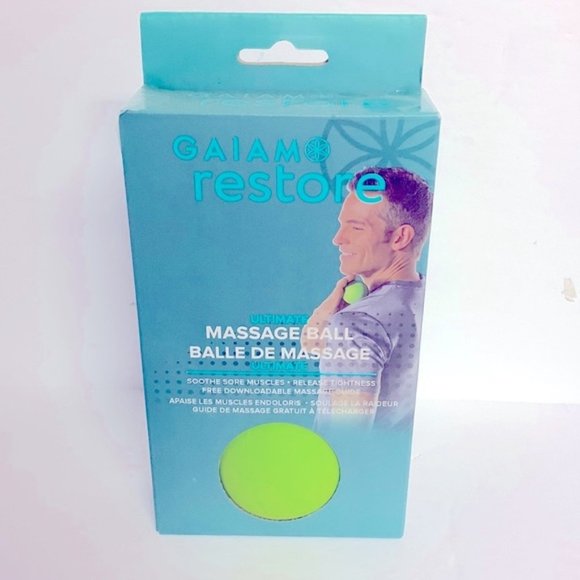 GAIAM
restore
ULTIMATE
MASSAGE BALL
BALLE DE MASSAGE
ULTIMATE
SOOTHE SORE MUSCLES • RELEASE TIGHTNESS
FREE DOWNLOADABLE MASSAGE GUIDE
APAISE LES MUSCLES ENDOLORIS • SOULAGE LA RAIDEUR
GUIDE DE MASSAGE GRATUIT À TÉLÉCHARGER